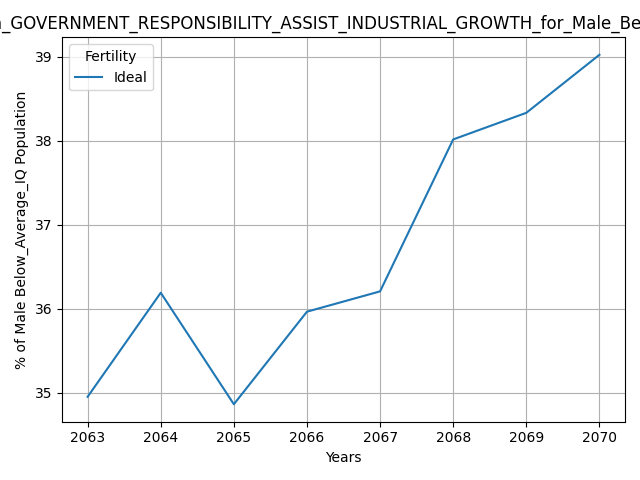 _GOVERNMENT_RESPONSIBILITY_ASSIST_INDUSTRIAL_GROWTH_for_Male_Be
Fertility
Ideal
% of Male Below_Average_IQ Population
39
38
37
36
35
2063 2064 2065 2066 2067 2068 2069 2070
Years